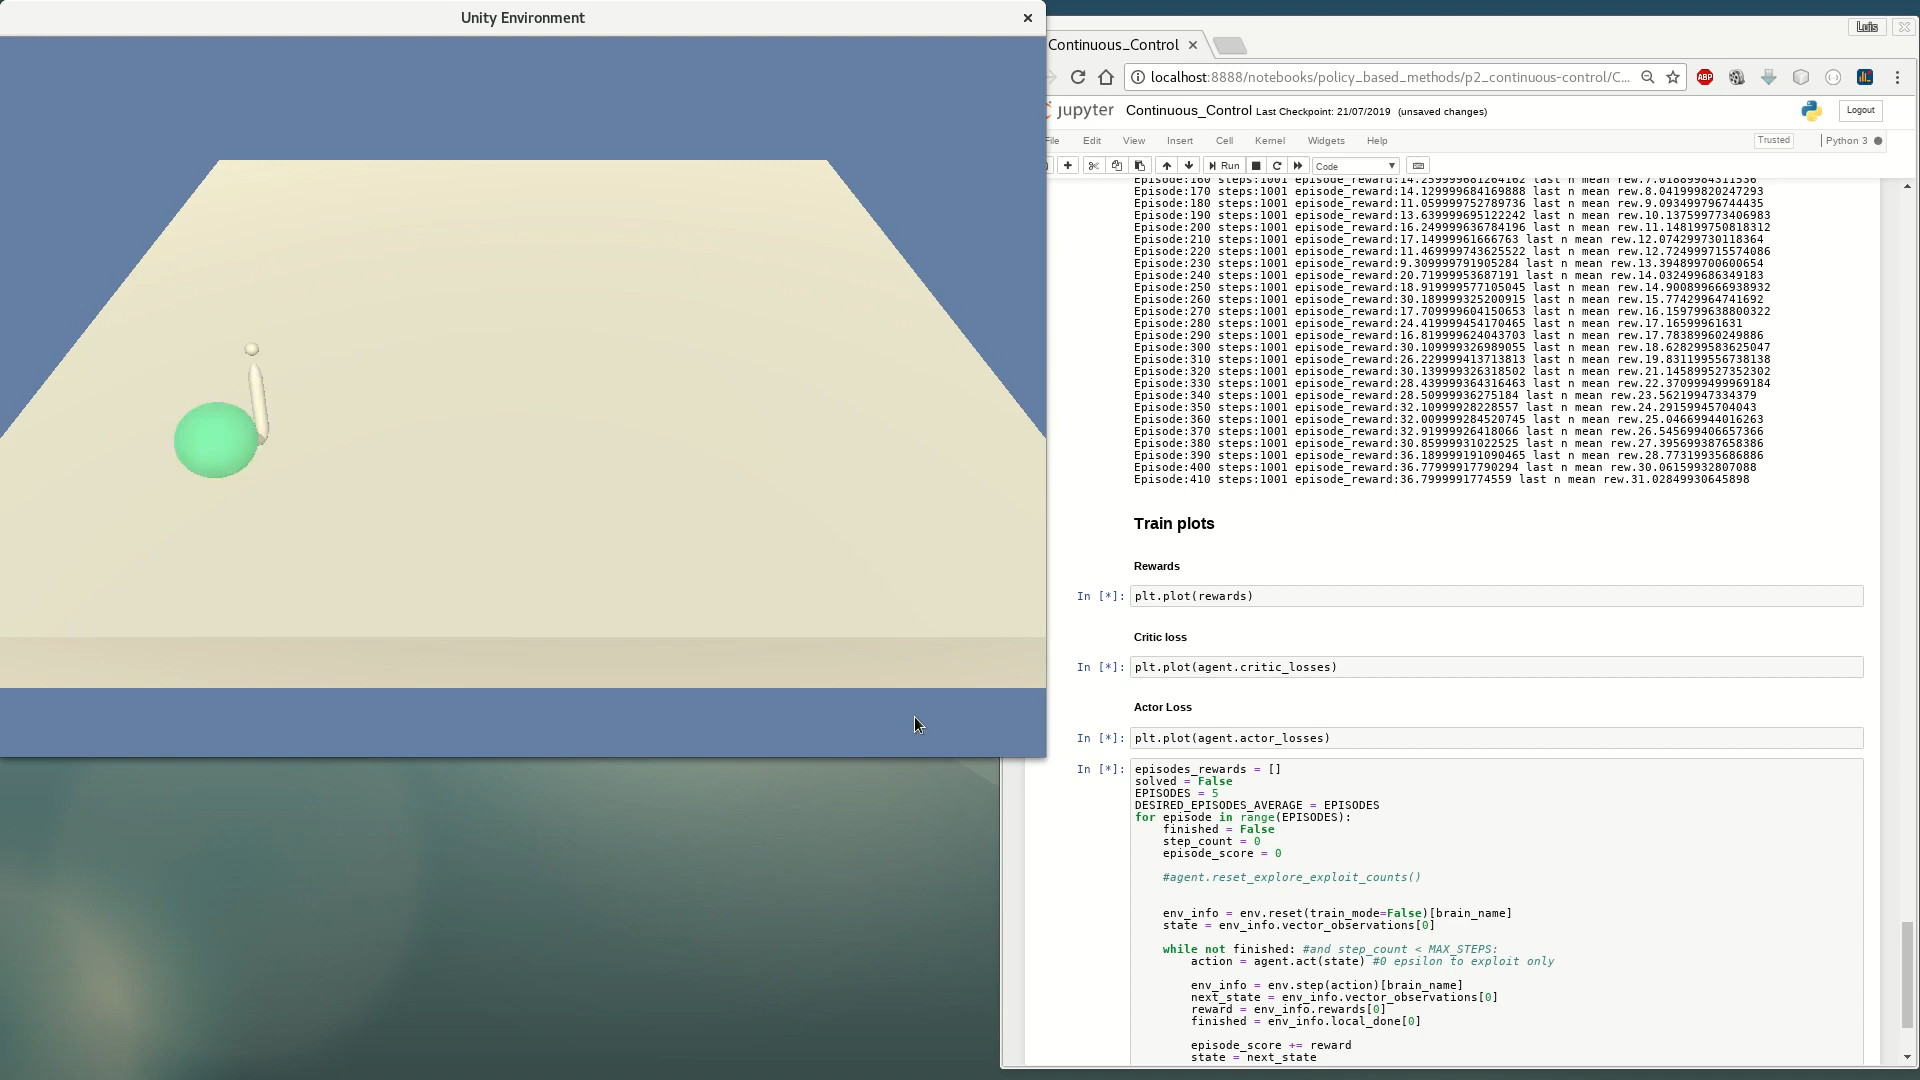 Unity Environment
Luis
Continuous_Control
localhost:8888/notebooks/policy_based_methods/p2_continuous-control/C...
ABP
jupyter Continuous_Control Last Checkpoint: 21/07/2019 (unsaved changes)
Logout
File Edit View Insert Cell Kernel Widgets Help
Trusted
Python 3
Run
Code
Episode:160 steps:1001 episode_reward:14.259999681264162 last n mean rew.7.01889984311536
Episode:170 steps:1001 episode_reward:14.129999684169888 last n mean rew.8.041999820247293
Episode:180 steps:1001 episode_reward:11.059999752789736 last n mean rew.9.093499796744435
Episode:190 steps:1001 episode_reward:13.639999695122242 last n mean rew.10.137599773406983
Episode:200 steps:1001 episode_reward:16.249999636784196 last n mean rew.11.148199750818312
Episode:210 steps:1001 episode_reward:17.14999961666763 last n mean rew.12.074299730118364
Episode:220 steps:1001 episode_reward:11.469999743625522 last n mean rew.12.724999715574086
Episode:230 steps:1001 episode_reward:9.309999791905284 last n mean rew.13.394899700600654
Episode:240 steps:1001 episode_reward:20.71999953687191 last n mean rew.14.032499686349183
Episode:250 steps:1001 episode_reward:18.919999577105045 last n mean rew.14.900899666938932
Episode:260 steps:1001 episode_reward:30.189999325200915 last n mean rew.15.77429964741692
Episode:270 steps:1001 episode_reward:17.709999604150653 last n mean rew.16.159799638800322
Episode:280 steps:1001 episode_reward:24.419999454170465 last n mean rew.17.16599961631
Episode:290 steps:1001 episode_reward:16.819999624043703 last n mean rew.17.78389960249886
Episode:300 steps:1001 episode_reward:30.109999326989055 last n mean rew.18.628299583625047
Episode:310 steps:1001 episode_reward:26.229999413713813 last n mean rew.19.831199556738138
Episode:320 steps:1001 episode_reward:30.139999326318502 last n mean rew.21.145899527352302
Episode:330 steps:1001 episode_reward:28.439999364316463 last n mean rew.22.370999499969184
Episode:340 steps:1001 episode_reward:28.50999936275184 last n mean rew.23.56219947334379
Episode:350 steps:1001 episode_reward:32.10999928228557 last n mean rew.24.29159945704043
Episode:360 steps:1001 episode_reward:32.009999284520745 last n mean rew.25.04669944016263
Episode:370 steps:1001 episode_reward:32.9199992641​8066 last n mean rew.26.545699406657366
Episode:380 steps:1001 episode_reward:30.85999931022525 last n mean rew.27.395699387658386
Episode:390 steps:1001 episode_reward:36.189999191090465 last n mean rew.28.77319935686886
Episode:400 steps:1001 episode_reward:36.77999917790294 last n mean rew.30.06159932807088
Episode:410 steps:1001 episode_reward:36.7999991774559 last n mean rew.31.02849930645898
Train plots
Rewards
In [*]: plt.plot(rewards)
Critic loss
In [*]: plt.plot(agent.critic_losses)
Actor Loss
In [*]: plt.plot(agent.actor_losses)
In [*]: episodes_rewards = []
solved = False
EPISODES = 5
DESIRED_EPISODES_AVERAGE = EPISODES
for episode in range(EPISODES):
finished = False
step_count = 0
episode_score = 0
#agent.reset_explore_exploit_counts()
env_info = env.reset(train_mode=False)[brain_name]
state = env_info.vector_observations[0]
while not finished: #and step_count < MAX_STEPS:
action = agent.act(state) #0 epsilon to exploit only
env_info = env.step(action)[brain_name]
next_state = env_info.vector_observations[0]
reward = env_info.rewards[0]
finished = env_info.local_done[0]
episode_score += reward
state = next_state